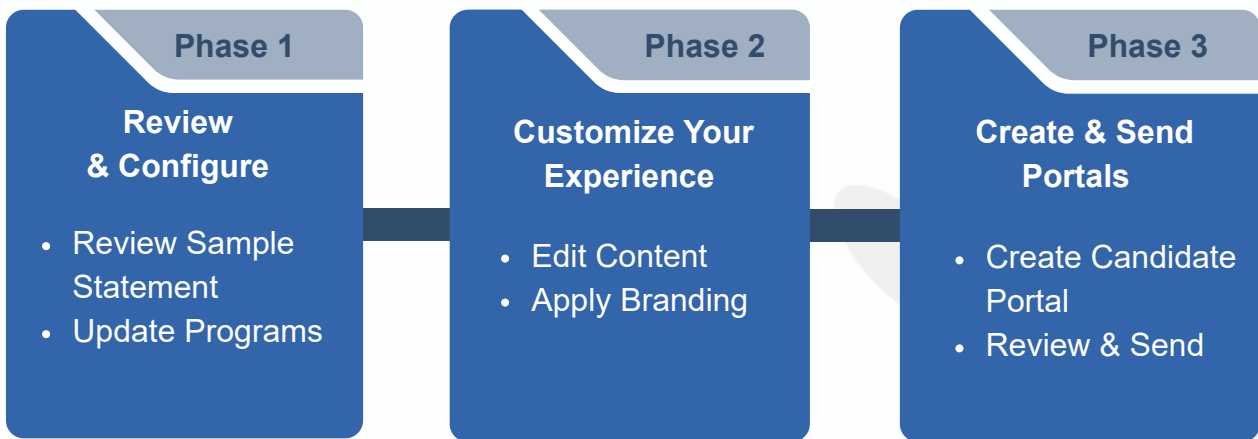 Phase 1
Review
& Configure
• Review Sample
Statement
• Update Programs
Phase 2
Customize Your
Experience
• Edit Content
• Apply Branding
Phase 3
Create & Send
Portals
• Create Candidate
Portal
• Review & Send